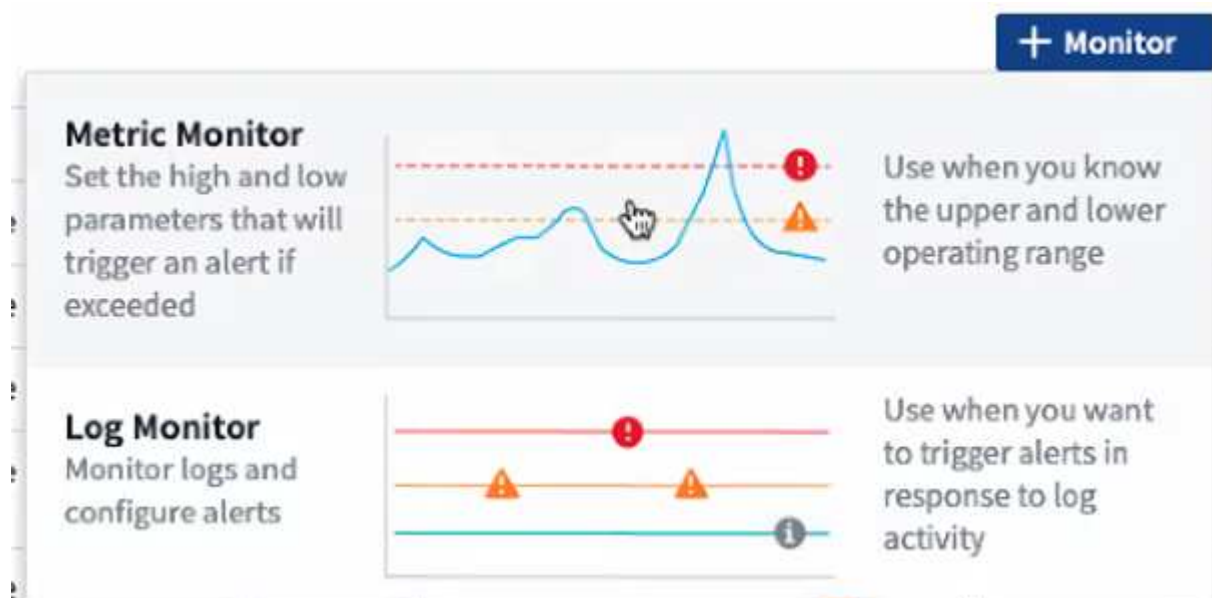 + Monitor
Metric Monitor
Set the high and low
parameters that will
trigger an alert if
exceeded
Use when you know
the upper and lower
operating range
Log Monitor
Monitor logs and
configure alerts
Use when you want
to trigger alerts in
response to log
activity